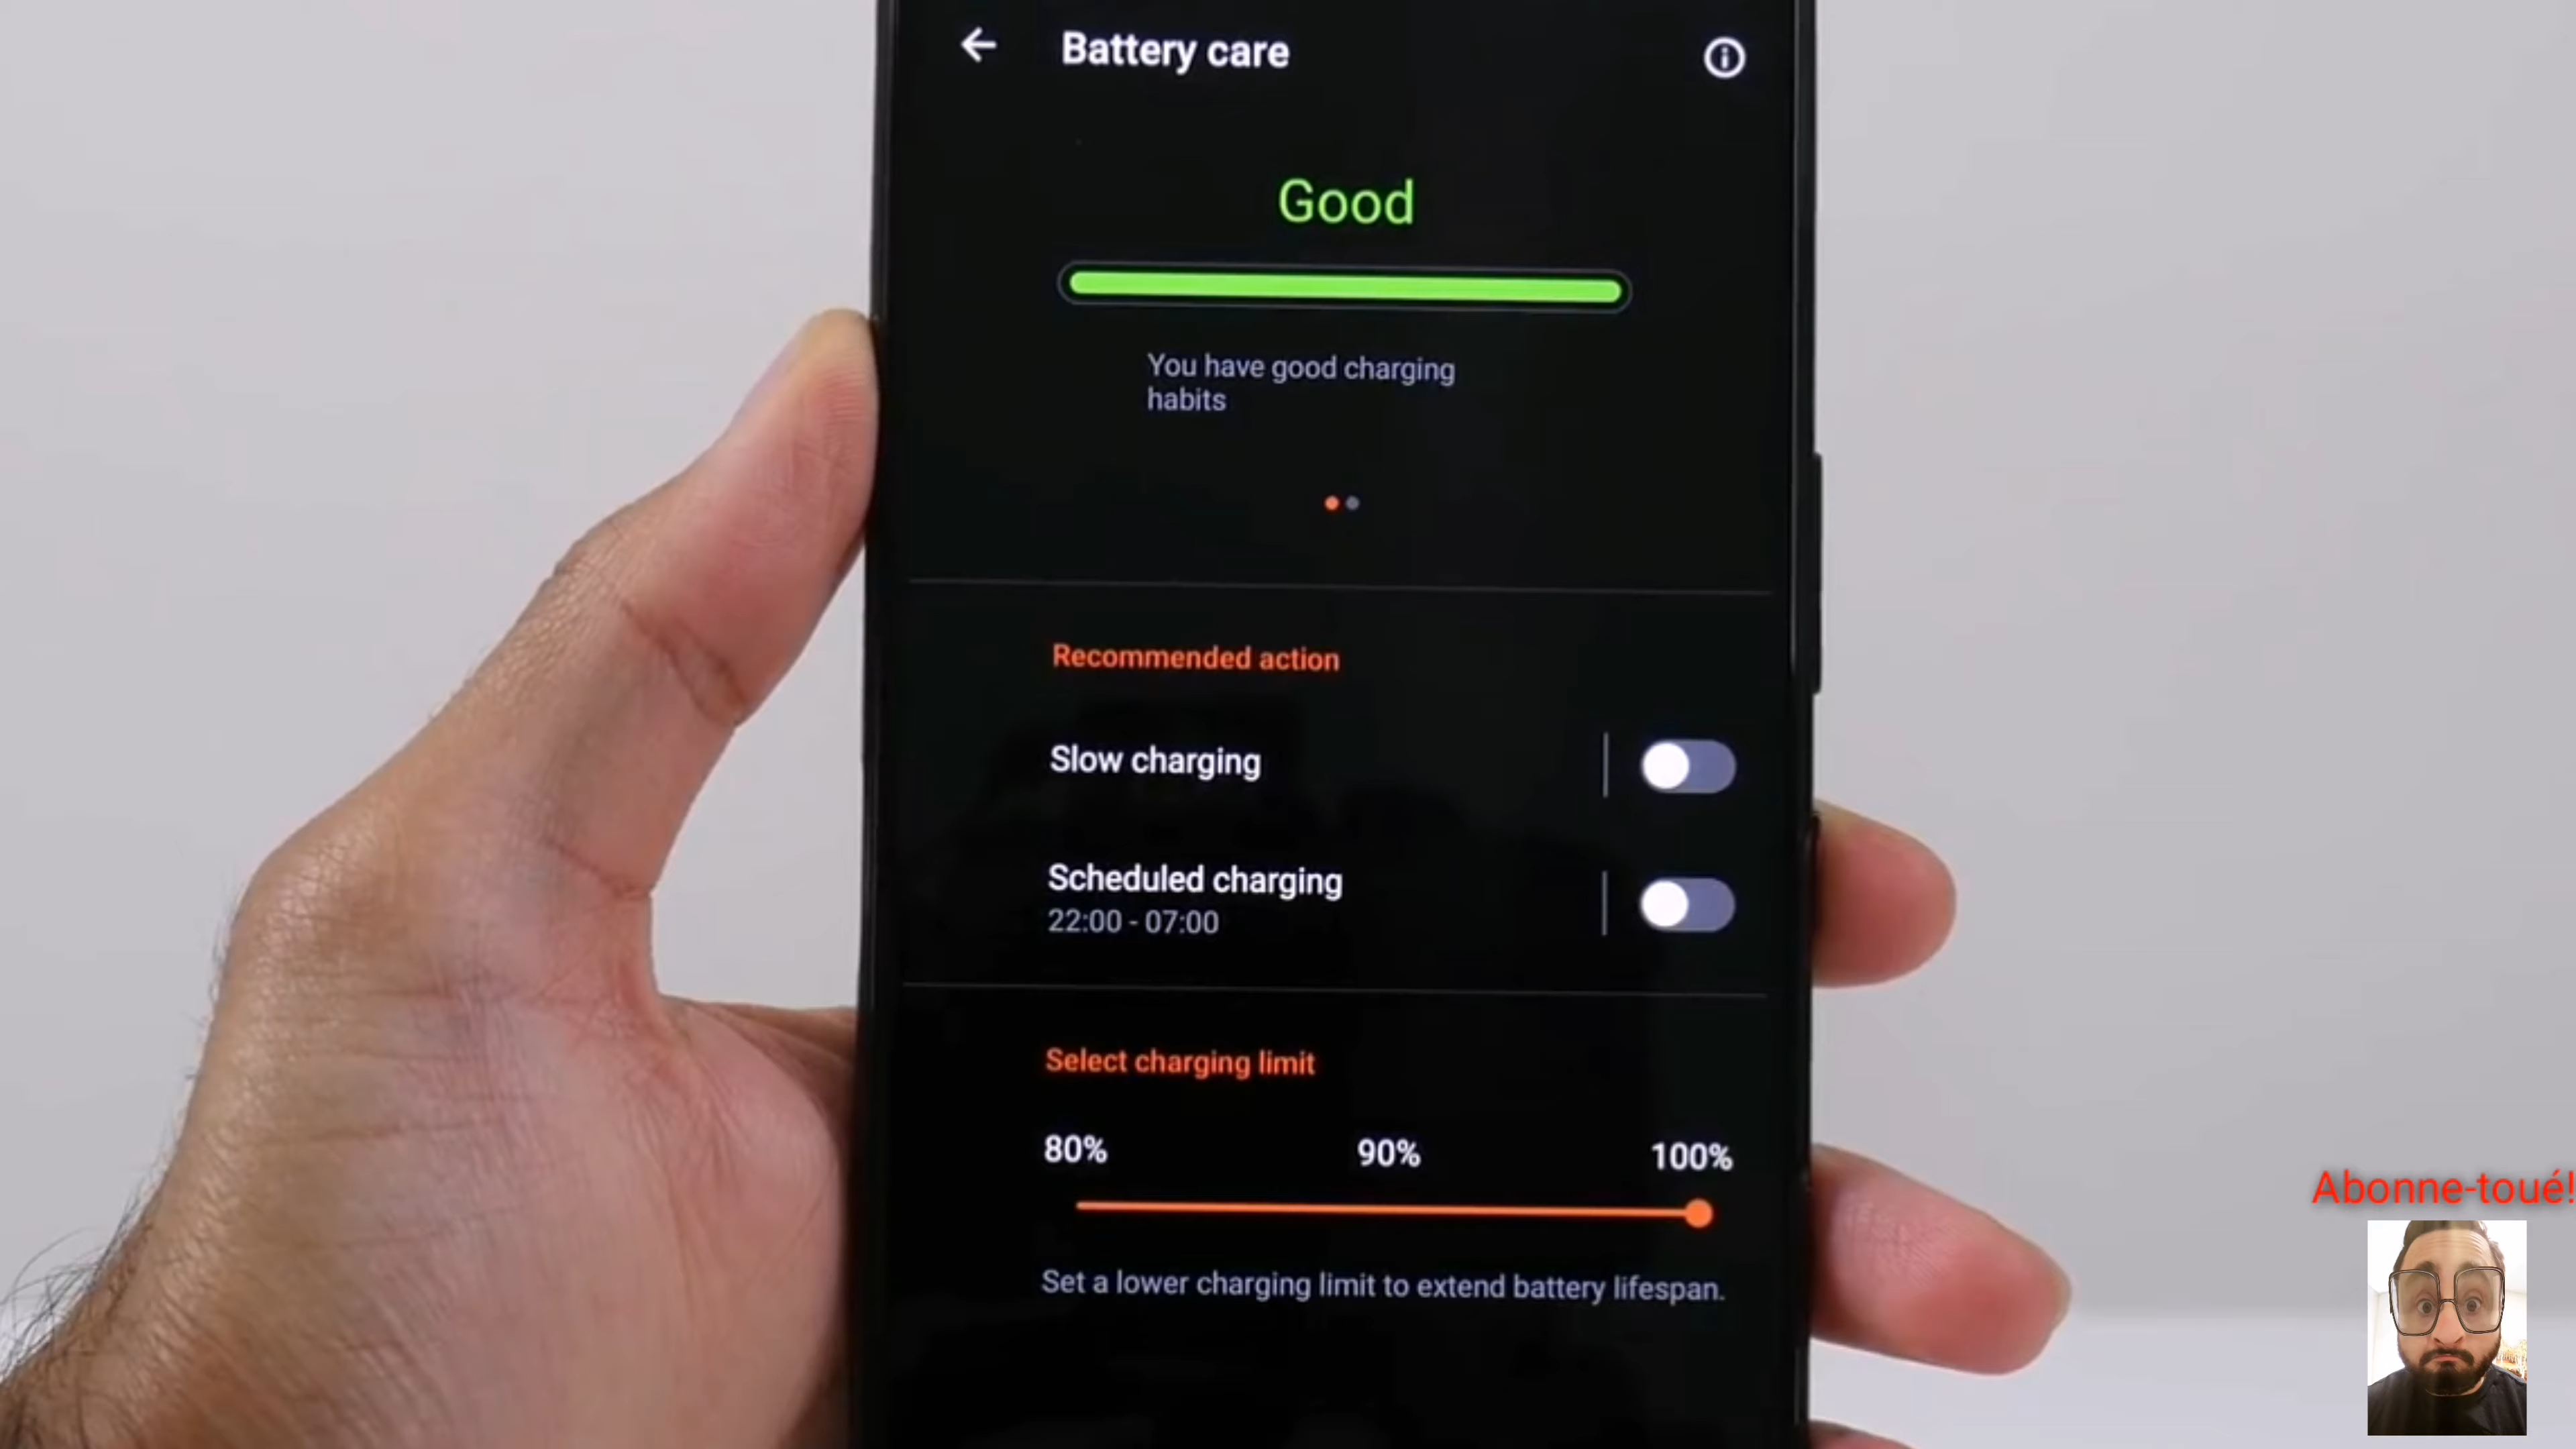 Battery care
Good
You have good charging
habits
Recommended action
Slow charging
Scheduled charging
22:00 - 07:00
Select charging limit
80% 90% 100%
Set a lower charging limit to extend battery lifespan.
Abonne-toué!